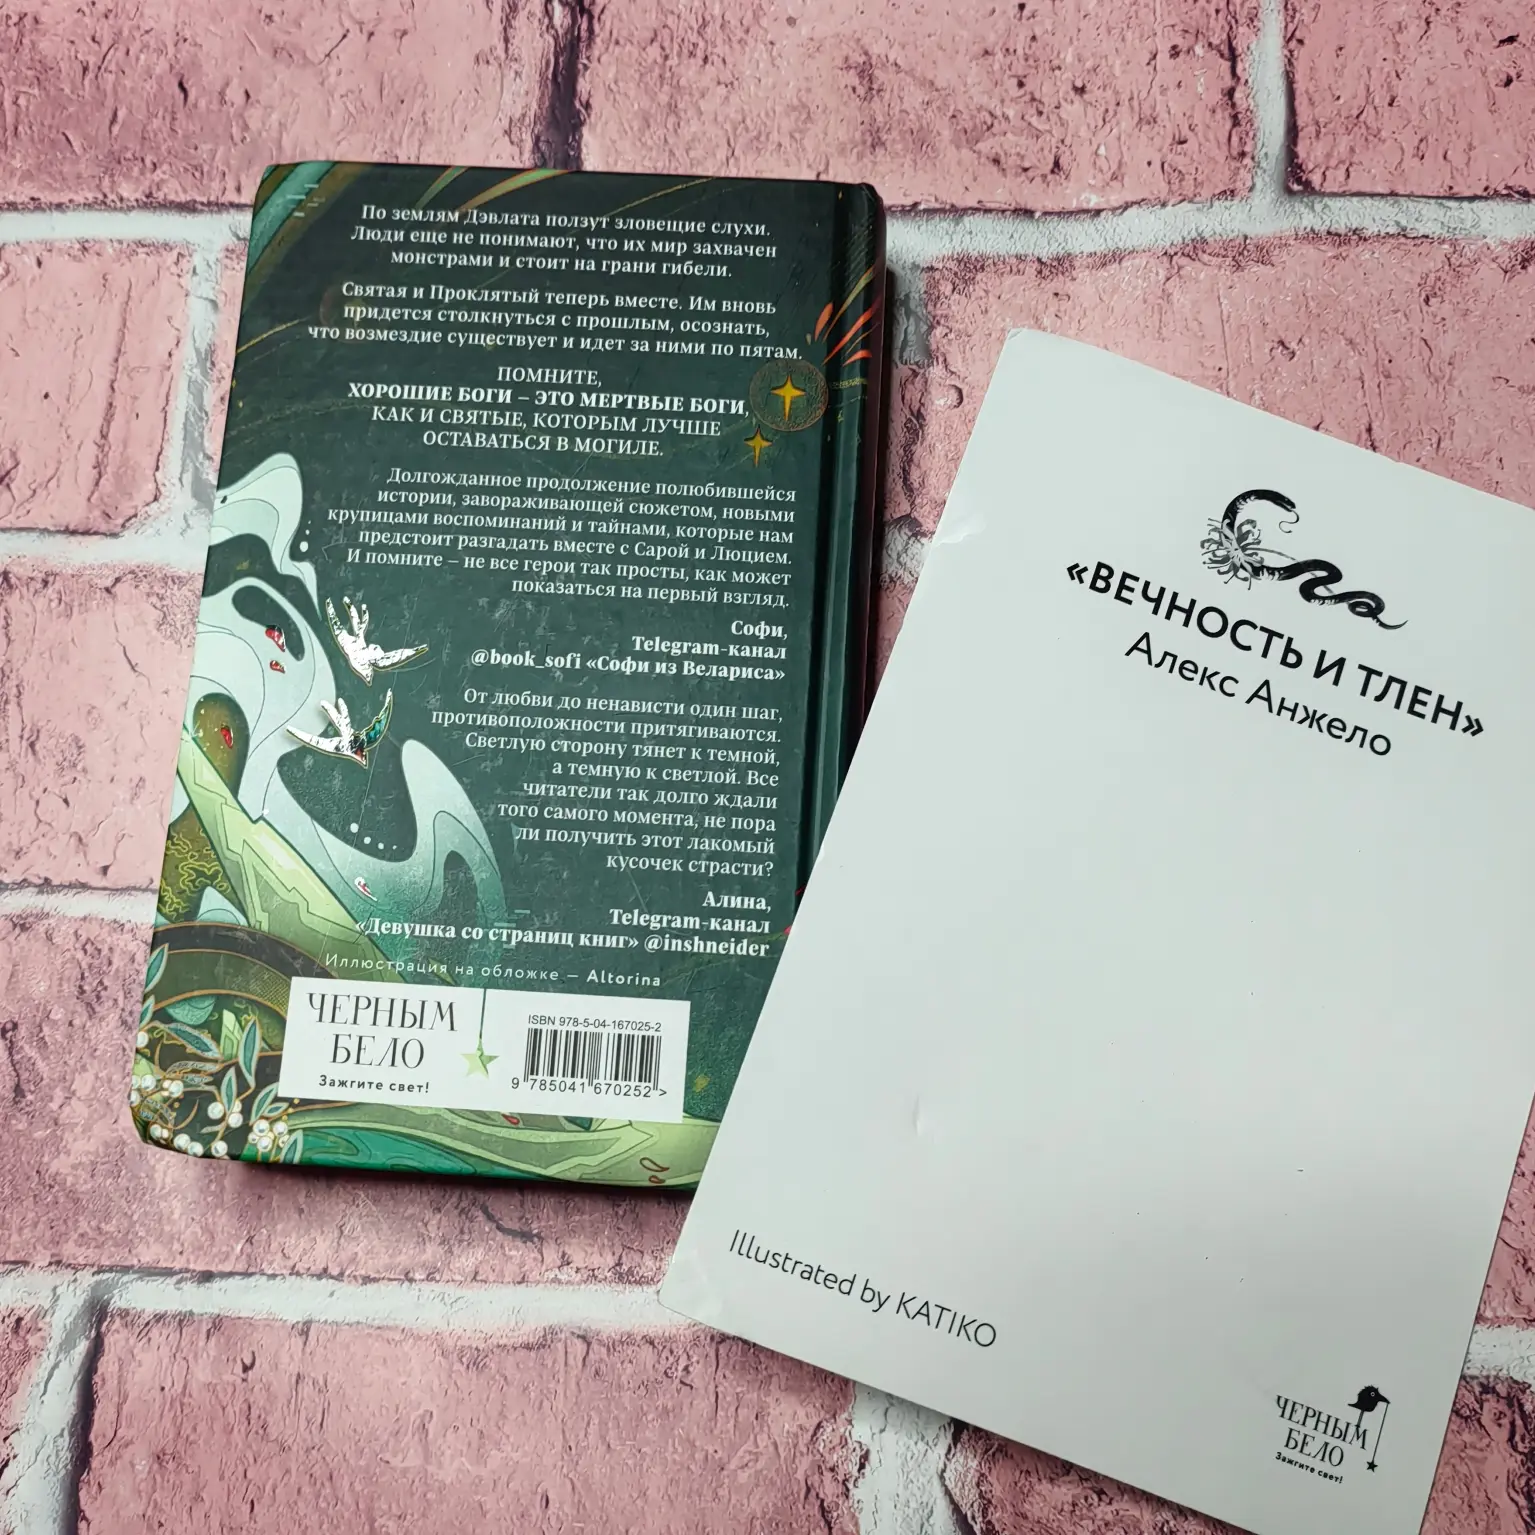 По землям Дэвлата ползут зловещие слухи.
Люди еще не понимают, что их мир захвачен
монстрами и стоит на грани гибели.
Святая и Проклятый теперь вместе. Им вновь
придется столкнуться с прошлым, осознать,
что возмездие существует и идет за ними по пятам.
ПОМНИТЕ,
ХОРОШИЕ БОГИ – ЭТО МЕРТВЫЕ БОГИ,
КАК И СВЯТЫЕ, КОТОРЫМ ЛУЧШЕ
ОСТАВАТЬСЯ В МОГИЛЕ.
Долгожданное продолжение полюбившейся
истории, завораживающей сюжетом, новыми
крупицами воспоминаний и тайнами, которые нам
предстоит разгадать вместе с Сарой и Люцием.
И помните – не все герои так просты, как может
показаться на первый взгляд.
Софи,
Telegram-канал
@book_sofi «Софи из Велариса»
От любви до ненависти один шаг,
противоположности притягиваются.
Светлую сторону тянет к темной,
а темную к светлой. Все
читатели так долго ждали
того самого момента, не пора
ли получить этот лакомый
кусочек страсти?
Алина,
Telegram-канал
«Девушка со страниц книг» @inshneider
Иллюстрация на обложке – Altorina
ЧЕРНЫМ
БЕЛО
Зажгите свет!
ISBN 978-5-04-167025-2
9 785041 670252 >
«ВЕЧНОСТЬ И ТЛЕН»
Алекс Анжело
Illustrated by KATIKO
ЧЕРНЫМ
БЕЛО
Зажгите свет!